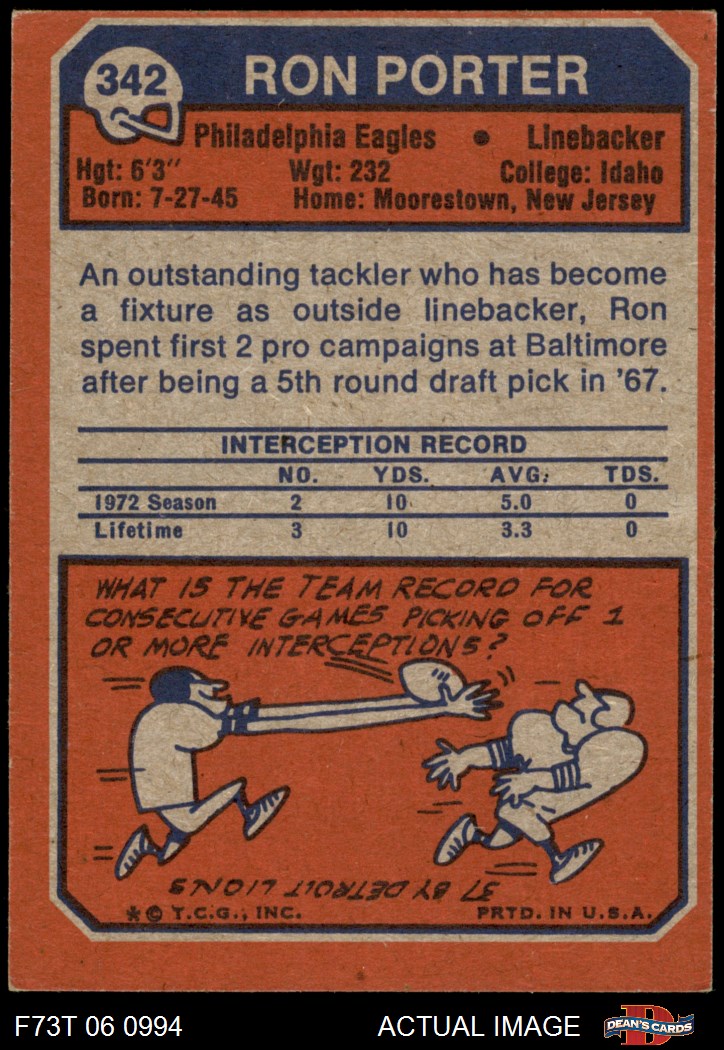 342
RON PORTER
Philadelphia Eagles • Linebacker
Hgt: 6'3" Wgt: 232 College: Idaho
Born: 7-27-45 Home: Moorestown, New Jersey
An outstanding tackler who has become
a fixture as outside linebacker, Ron
spent first 2 pro campaigns at Baltimore
after being a 5th round draft pick in '67.
INTERCEPTION RECORD
NO. YDS. AVG. TDS.
1972 Season 2 10 5.0 0
Lifetime 3 10 3.3 0
WHAT IS THE TEAM RECORD FOR
CONSECUTIVE GAMES PICKING OFF 1
OR MORE INTERCEPTIONS?
37 BY DETROIT LIONS
* © T.C.G., INC. PRTD. IN U.S.A.
F73T 06 0994 ACTUAL IMAGE DEAN'S CARDS